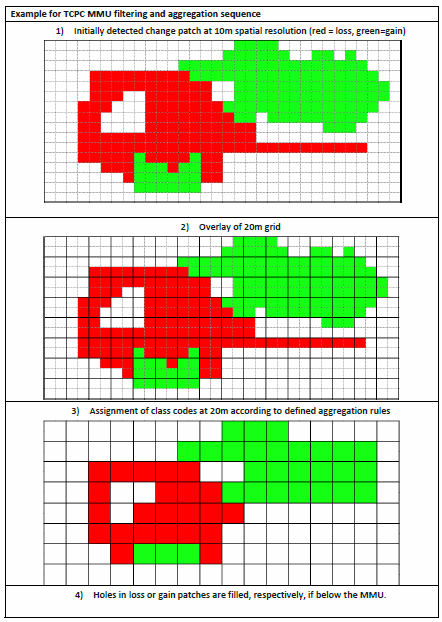 Example for TCPC MMU filtering and aggregation sequence
1) Initially detected change patch at 10m spatial resolution (red = loss, green=gain)
2) Overlay of 20m grid
3) Assignment of class codes at 20m according to defined aggregation rules
4) Holes in loss or gain patches are filled, respectively, if below the MMU.